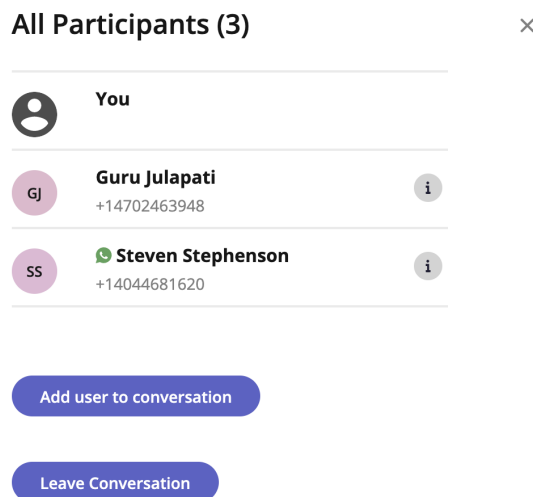 All Participants (3)
You
GJ
Guru Julapati
+14702463948
i
SS
Steven Stephenson
+14044681620
i
Add user to conversation
Leave Conversation